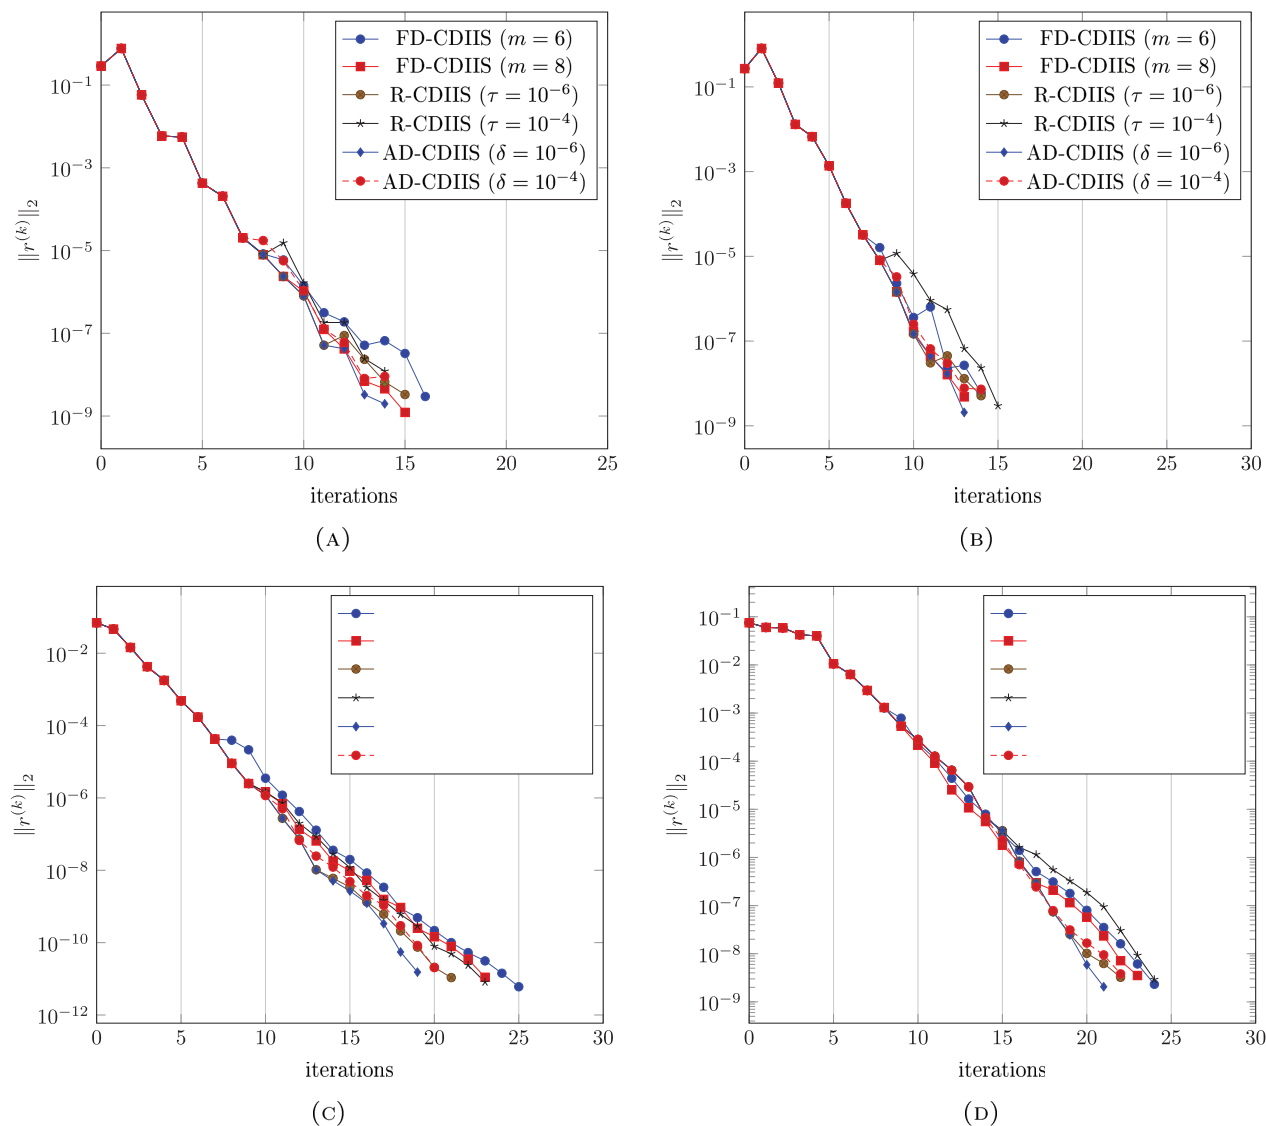 FD-CDIIS (m = 6)
FD-CDIIS (m = 8)
R-CDIIS (τ = 10⁻⁶)
R-CDIIS (τ = 10⁻⁴)
AD-CDIIS (δ = 10⁻⁶)
AD-CDIIS (δ = 10⁻⁴)
10⁻¹
10⁻³
10⁻⁵
10⁻⁷
10⁻⁹
‖r⁽ᵏ⁾‖₂
0 5 10 15 20 25
iterations
(A)
FD-CDIIS (m = 6)
FD-CDIIS (m = 8)
R-CDIIS (τ = 10⁻⁶)
R-CDIIS (τ = 10⁻⁴)
AD-CDIIS (δ = 10⁻⁶)
AD-CDIIS (δ = 10⁻⁴)
10⁻¹
10⁻³
10⁻⁵
10⁻⁷
10⁻⁹
‖r⁽ᵏ⁾‖₂
0 5 10 15 20 25 30
iterations
(B)
10⁻²
10⁻⁴
10⁻⁶
10⁻⁸
10⁻¹⁰
10⁻¹²
‖r⁽ᵏ⁾‖₂
0 5 10 15 20 25 30
iterations
(C)
10⁻¹
10⁻²
10⁻³
10⁻⁴
10⁻⁵
10⁻⁶
10⁻⁷
10⁻⁸
10⁻⁹
‖r⁽ᵏ⁾‖₂
0 5 10 15 20 25 30
iterations
(D)